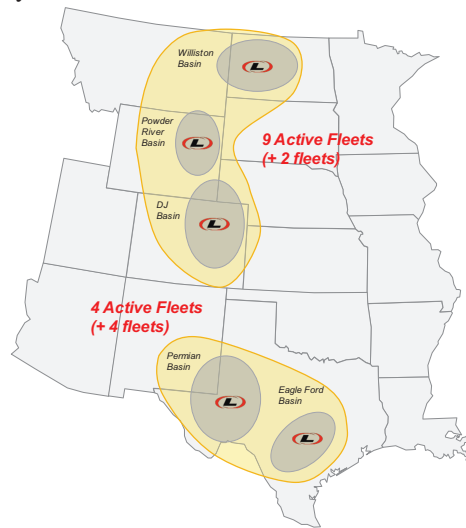 Williston
Basin
L
Powder
River
Basin
L
9 Active Fleets
(+ 2 fleets)
DJ
Basin
L
4 Active Fleets
(+ 4 fleets)
Permian
Basin
L
Eagle Ford
Basin
L